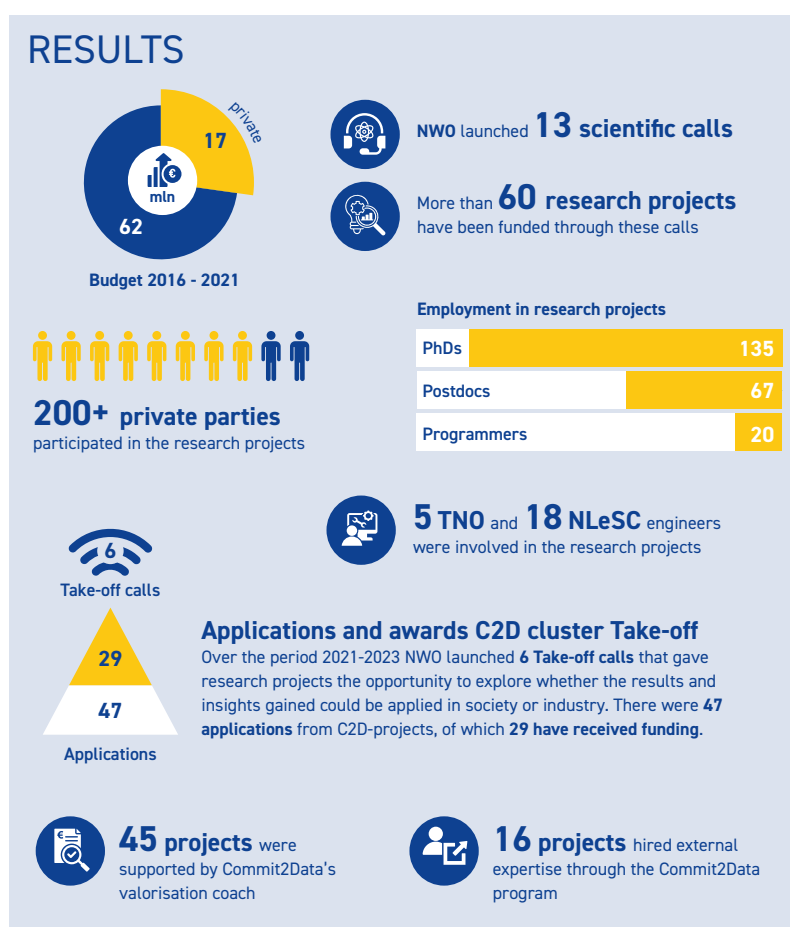 RESULTS
private
17
mln
62
Budget 2016 - 2021
NWO launched 13 scientific calls
More than 60 research projects
have been funded through these calls
200+ private parties
participated in the research projects
Employment in research projects
PhDs 135
Postdocs 67
Programmers 20
5 TNO and 18 NLeSC engineers
were involved in the research projects
6
Take-off calls
29
47
Applications
Applications and awards C2D cluster Take-off
Over the period 2021-2023 NWO launched 6 Take-off calls that gave
research projects the opportunity to explore whether the results and
insights gained could be applied in society or industry. There were 47
applications from C2D-projects, of which 29 have received funding.
45 projects were
supported by Commit2Data's
valorisation coach
16 projects hired external
expertise through the Commit2Data
program